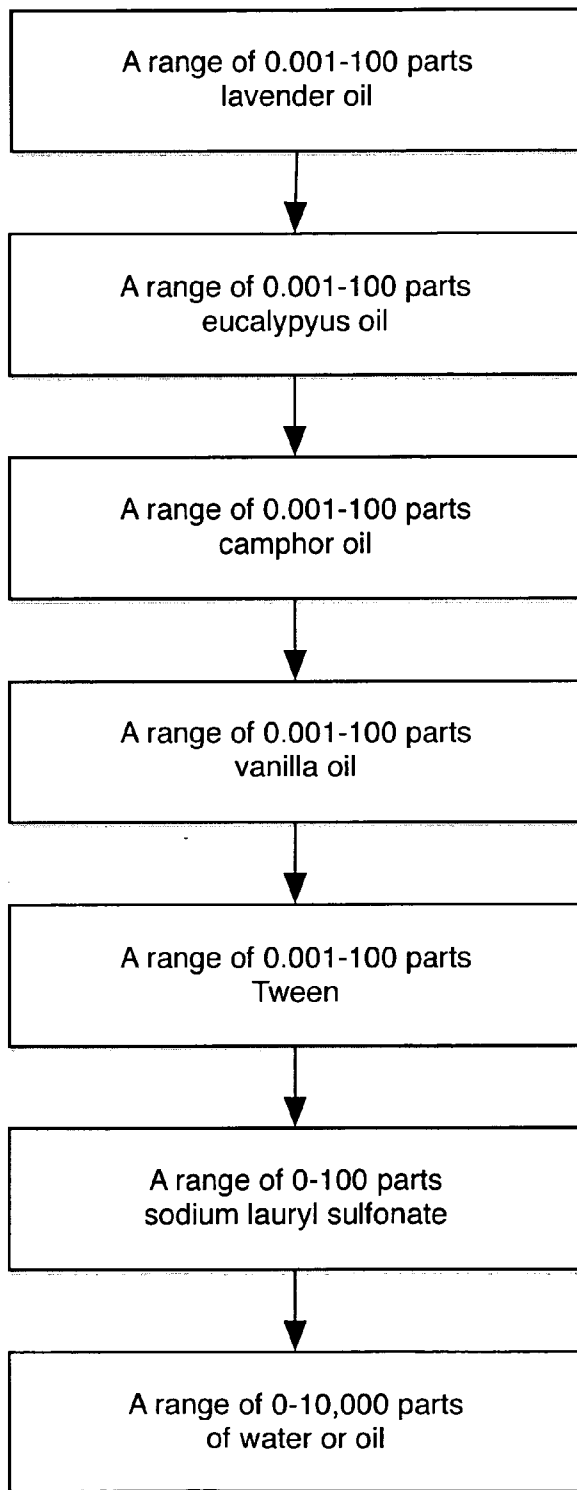 A range of 0.001-100 parts
lavender oil
A range of 0.001-100 parts
eucalypyus oil
A range of 0.001-100 parts
camphor oil
A range of 0.001-100 parts
vanilla oil
A range of 0.001-100 parts
Tween
A range of 0-100 parts
sodium lauryl sulfonate
A range of 0-10,000 parts
of water or oil